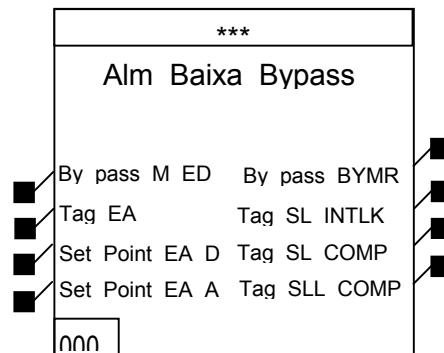 ***
Alm Baixa Bypass
By pass M ED By pass BYMR
Tag EA Tag SL INTLK
Set Point EA D Tag SL COMP
Set Point EA A Tag SLL COMP
000